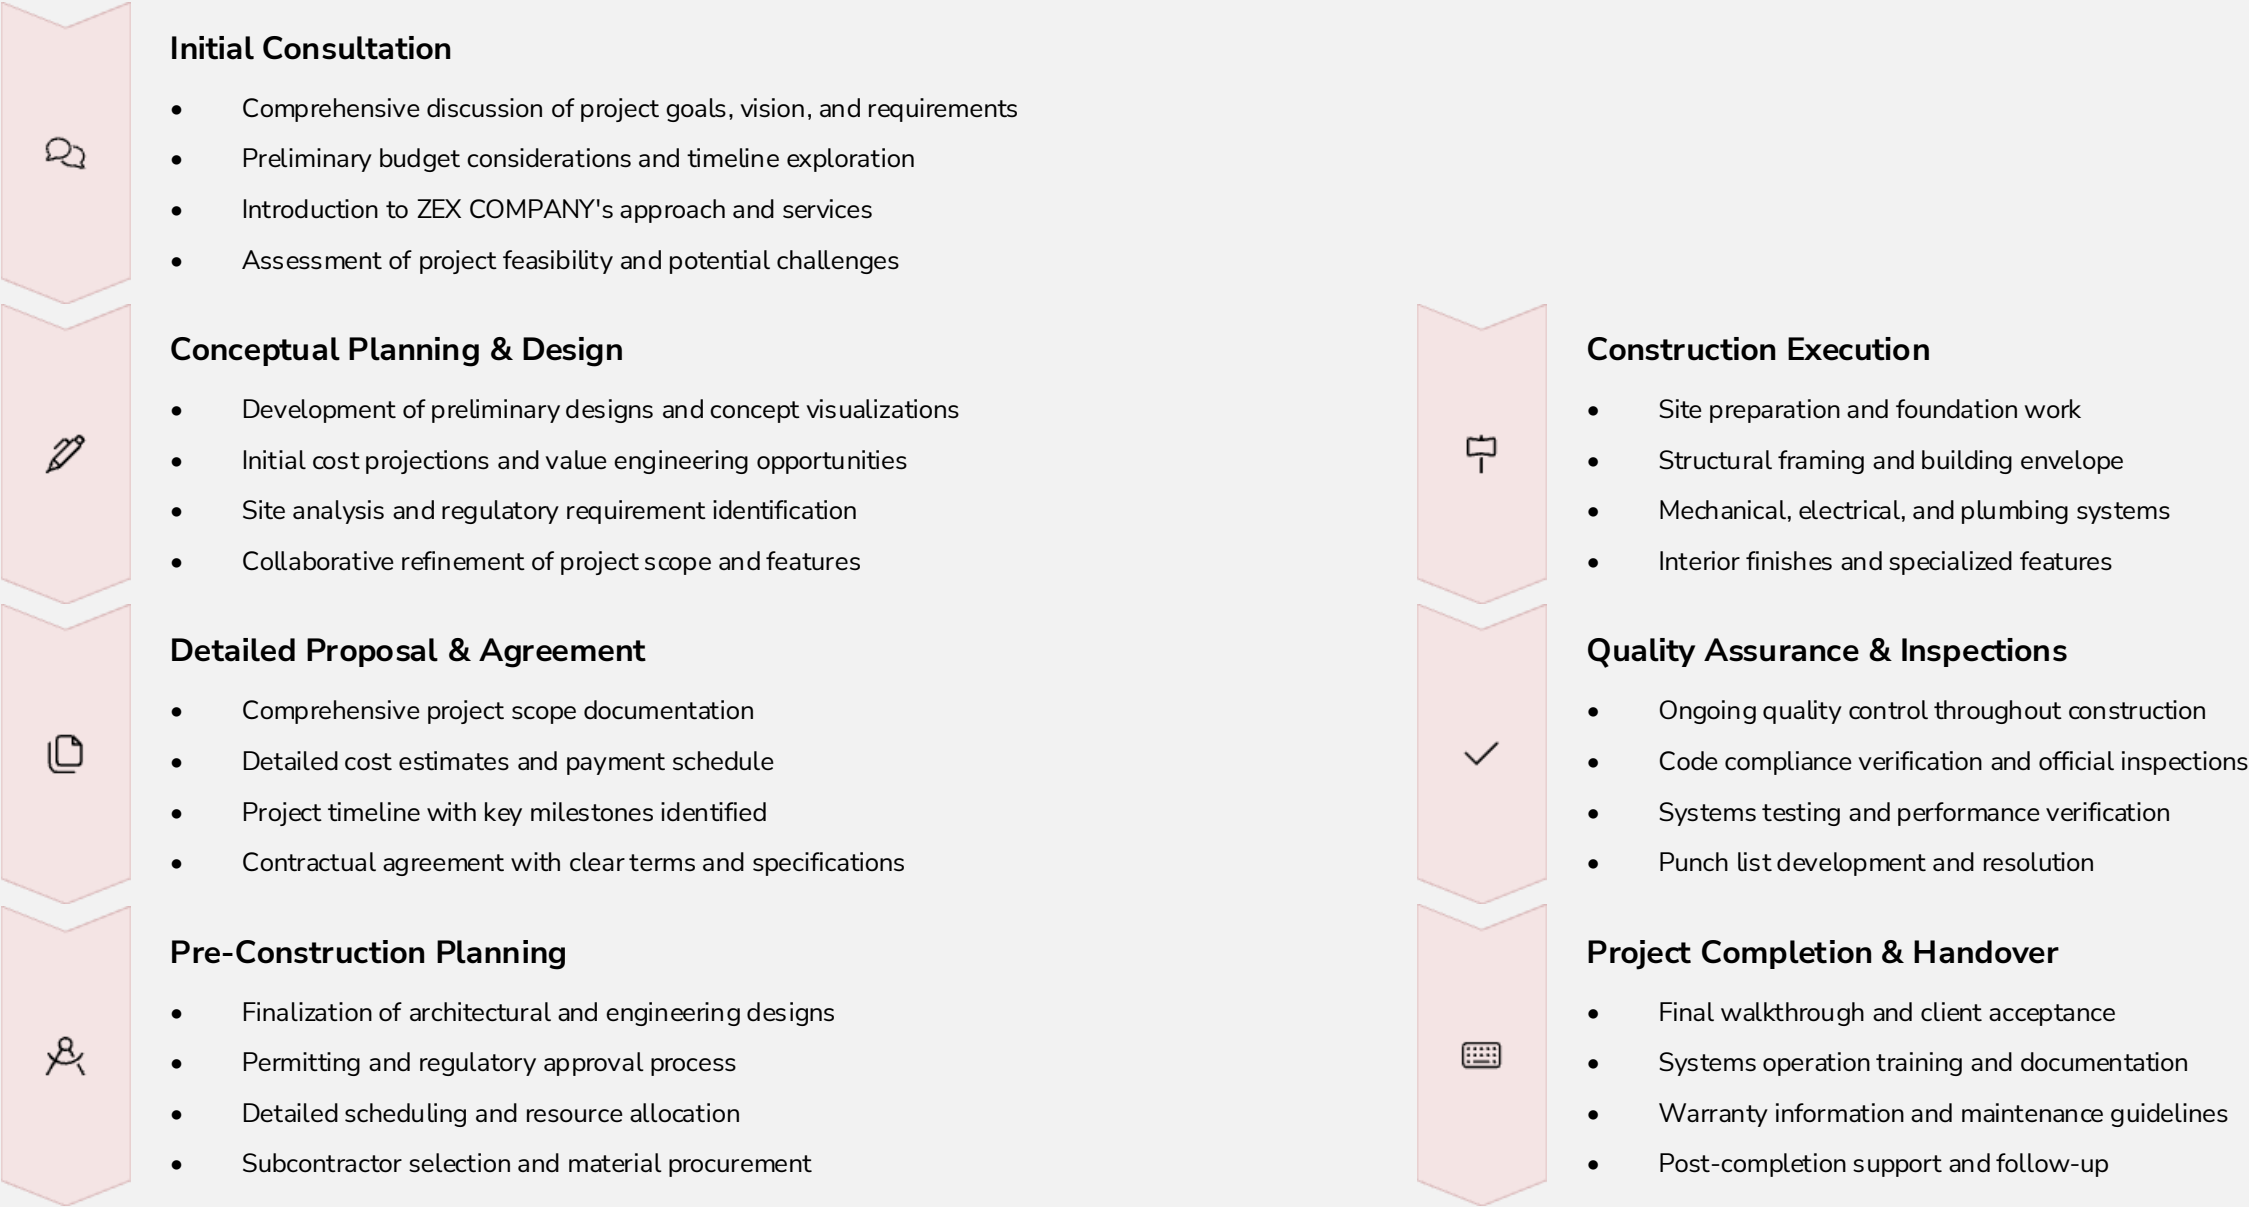 Initial Consultation
• Comprehensive discussion of project goals, vision, and requirements
• Preliminary budget considerations and timeline exploration
• Introduction to ZEX COMPANY's approach and services
• Assessment of project feasibility and potential challenges
Conceptual Planning & Design
• Development of preliminary designs and concept visualizations
• Initial cost projections and value engineering opportunities
• Site analysis and regulatory requirement identification
• Collaborative refinement of project scope and features
Detailed Proposal & Agreement
• Comprehensive project scope documentation
• Detailed cost estimates and payment schedule
• Project timeline with key milestones identified
• Contractual agreement with clear terms and specifications
Pre-Construction Planning
• Finalization of architectural and engineering designs
• Permitting and regulatory approval process
• Detailed scheduling and resource allocation
• Subcontractor selection and material procurement
Construction Execution
• Site preparation and foundation work
• Structural framing and building envelope
• Mechanical, electrical, and plumbing systems
• Interior finishes and specialized features
Quality Assurance & Inspections
• Ongoing quality control throughout construction
• Code compliance verification and official inspections
• Systems testing and performance verification
• Punch list development and resolution
Project Completion & Handover
• Final walkthrough and client acceptance
• Systems operation training and documentation
• Warranty information and maintenance guidelines
• Post-completion support and follow-up